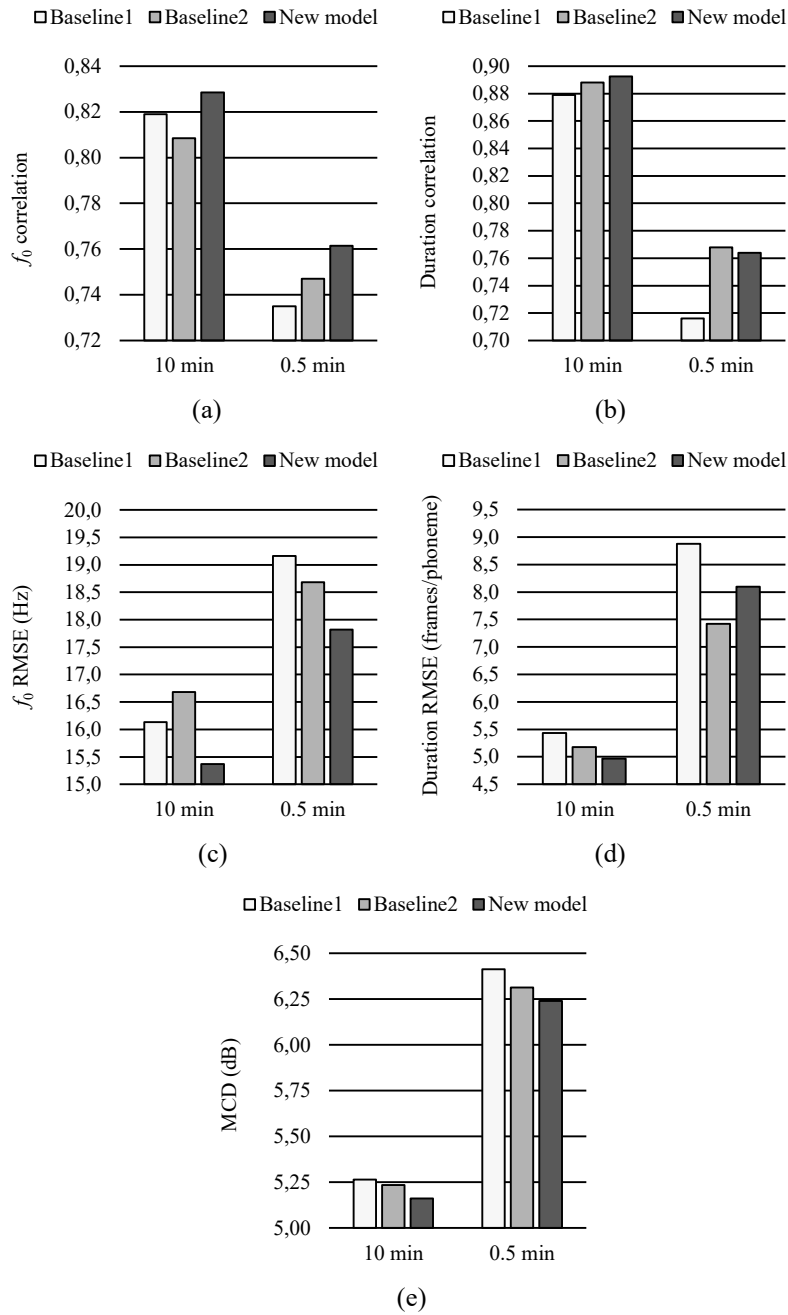 Baseline1 Baseline2 New model
0,84
0,82
0,80
0,78
0,76
0,74
0,72
f0 correlation
10 min 0.5 min
(a)
Baseline1 Baseline2 New model
0,90
0,88
0,86
0,84
0,82
0,80
0,78
0,76
0,74
0,72
0,70
Duration correlation
10 min 0.5 min
(b)
Baseline1 Baseline2 New model
20,0
19,5
19,0
18,5
18,0
17,5
17,0
16,5
16,0
15,5
15,0
f0 RMSE (Hz)
10 min 0.5 min
(c)
Baseline1 Baseline2 New model
9,5
9,0
8,5
8,0
7,5
7,0
6,5
6,0
5,5
5,0
4,5
Duration RMSE (frames/phoneme)
10 min 0.5 min
(d)
Baseline1 Baseline2 New model
6,50
6,25
6,00
5,75
5,50
5,25
5,00
MCD (dB)
10 min 0.5 min
(e)